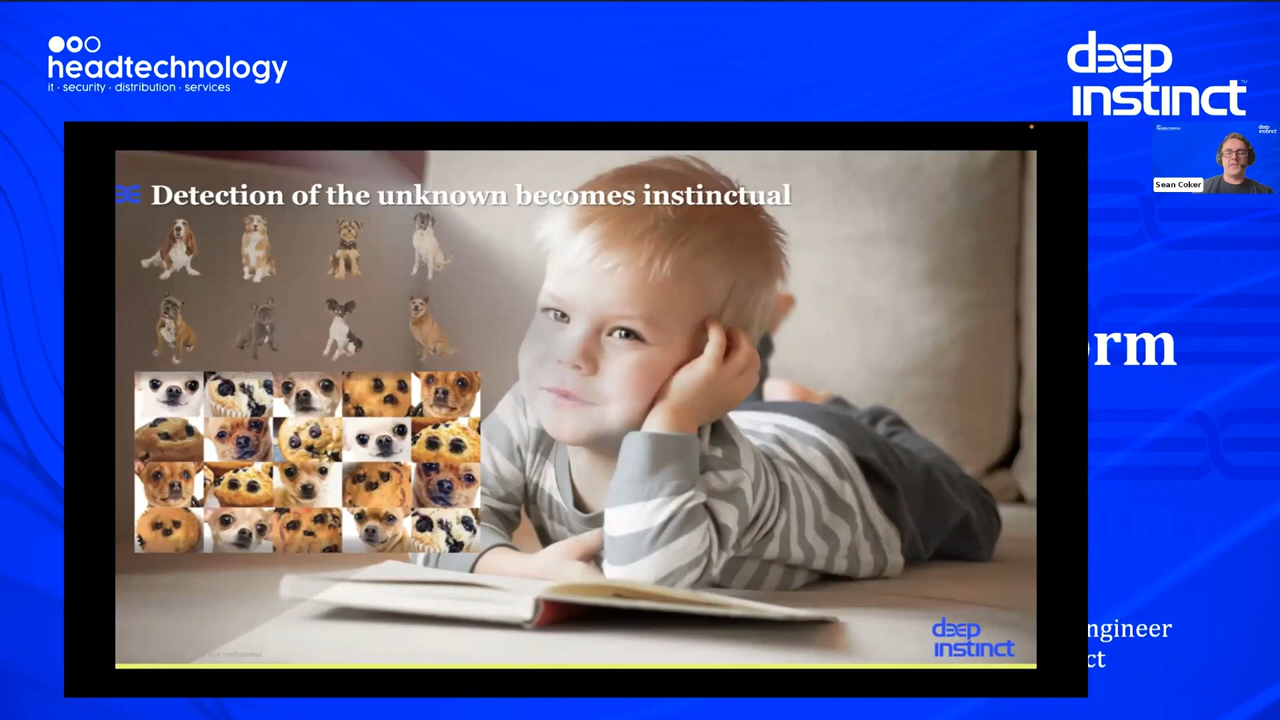 headtechnology
it · security · distribution · services
deep
instinct
Sean Coker
Detection of the unknown becomes instinctual
orm
ngineer
ct
deep
instinct